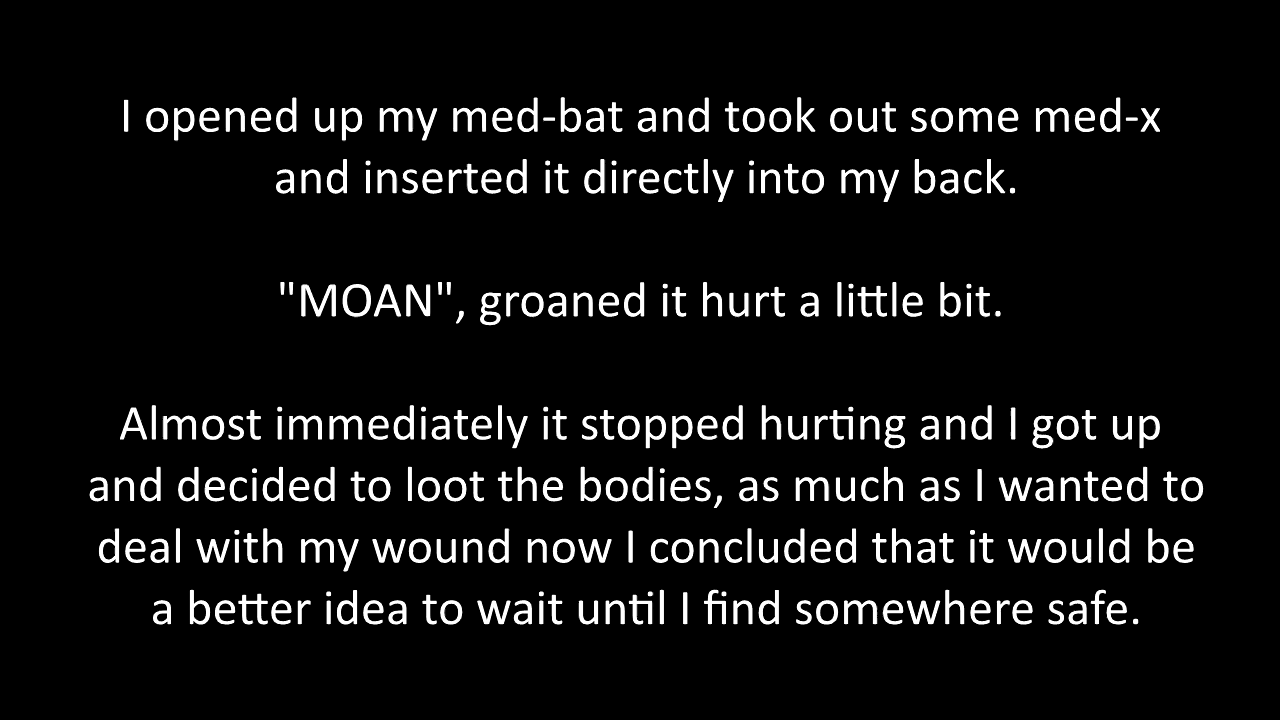 I opened up my med-bat and took out some med-x
and inserted it directly into my back.
"MOAN", groaned it hurt a little bit.
Almost immediately it stopped hurting and I got up
and decided to loot the bodies, as much as I wanted to
deal with my wound now I concluded that it would be
a better idea to wait until I find somewhere safe.